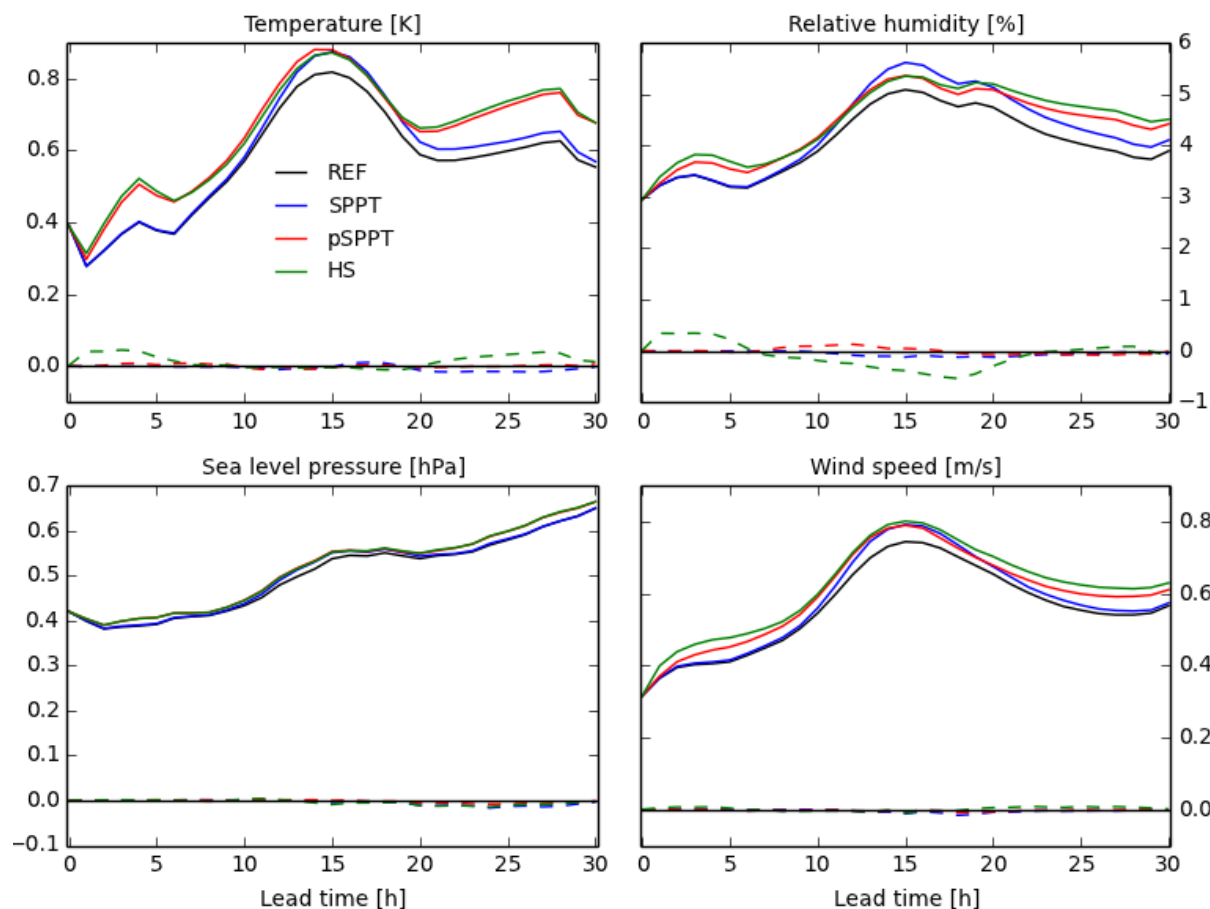 Temperature [K]
Relative humidity [%]
0.8
0.6
0.4
0.2
0.0
REF
SPPT
pSPPT
HS
6
5
4
3
2
1
0
−1
0 5 10 15 20 25 30
0 5 10 15 20 25 30
Sea level pressure [hPa]
Wind speed [m/s]
0.7
0.6
0.5
0.4
0.3
0.2
0.1
0.0
−0.1
0.8
0.6
0.4
0.2
0.0
0 5 10 15 20 25 30
0 5 10 15 20 25 30
Lead time [h]
Lead time [h]